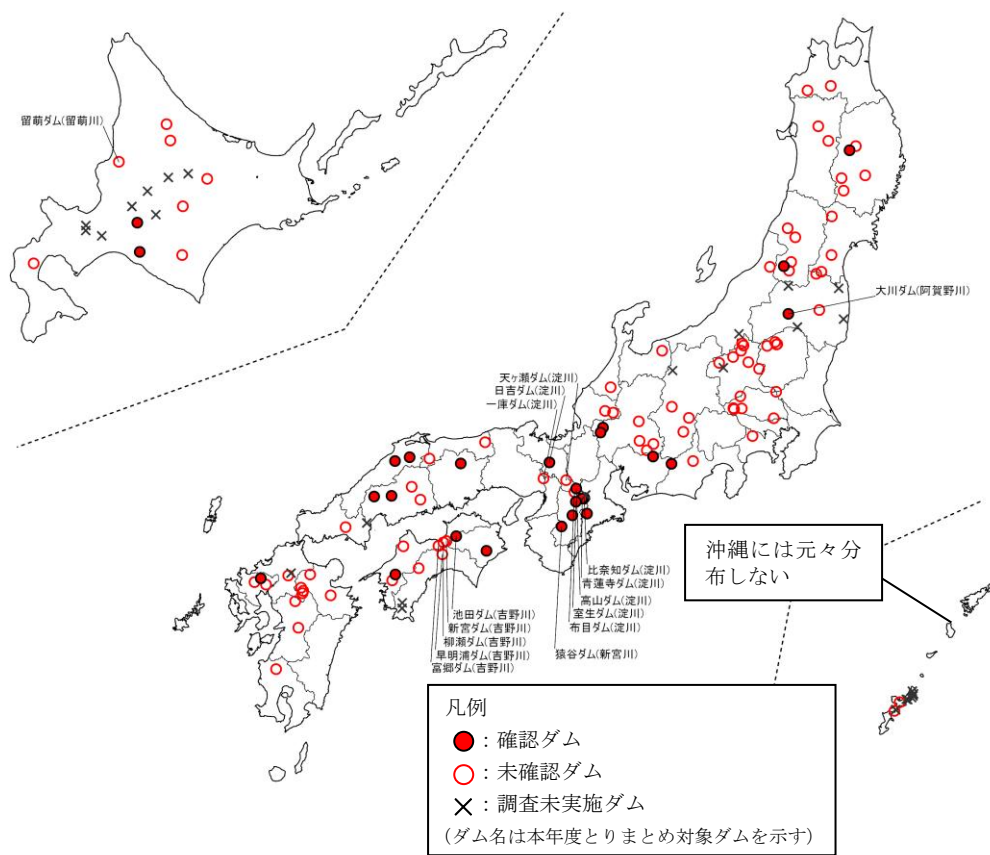 留萌ダム(留萌川)
大川ダム(阿賀野川)
天ヶ瀬ダム(淀川)
日吉ダム(淀川)
一庫ダム(淀川)
沖縄には元々分
布しない
比奈知ダム(淀川)
青蓮寺ダム(淀川)
高山ダム(淀川)
室生ダム(淀川)
布目ダム(淀川)
猿谷ダム(新宮川)
池田ダム(吉野川)
新宮ダム(吉野川)
柳瀬ダム(吉野川)
早明浦ダム(吉野川)
富郷ダム(吉野川)
凡例
：確認ダム
：未確認ダム
：調査未実施ダム
(ダム名は本年度とりまとめ対象ダムを示す)